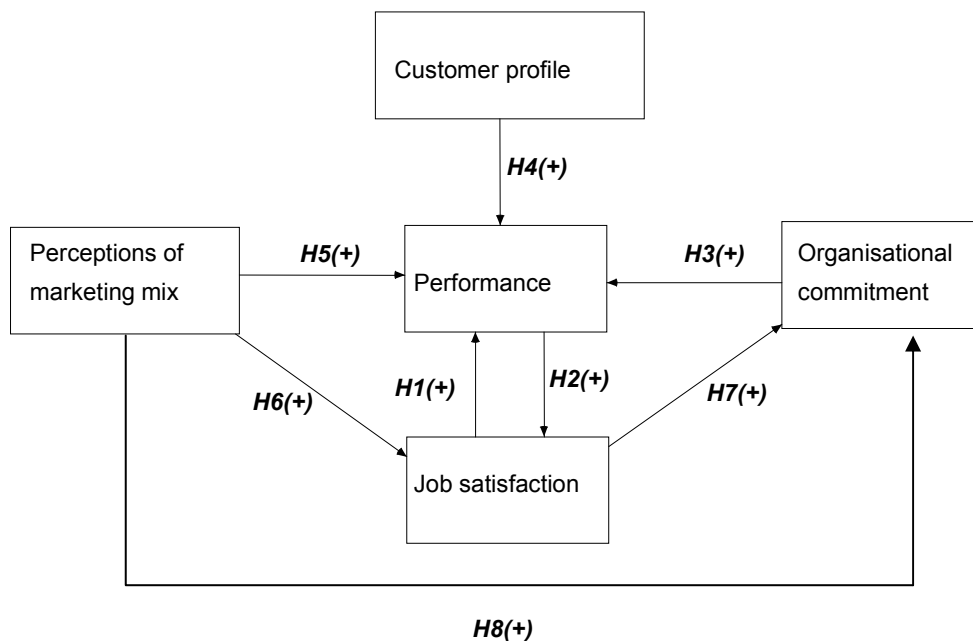 Customer profile
H4(+)
Perceptions of
marketing mix
H5(+)
Performance
H3(+)
Organisational
commitment
H6(+)
H1(+)
H2(+)
H7(+)
Job satisfaction
H8(+)